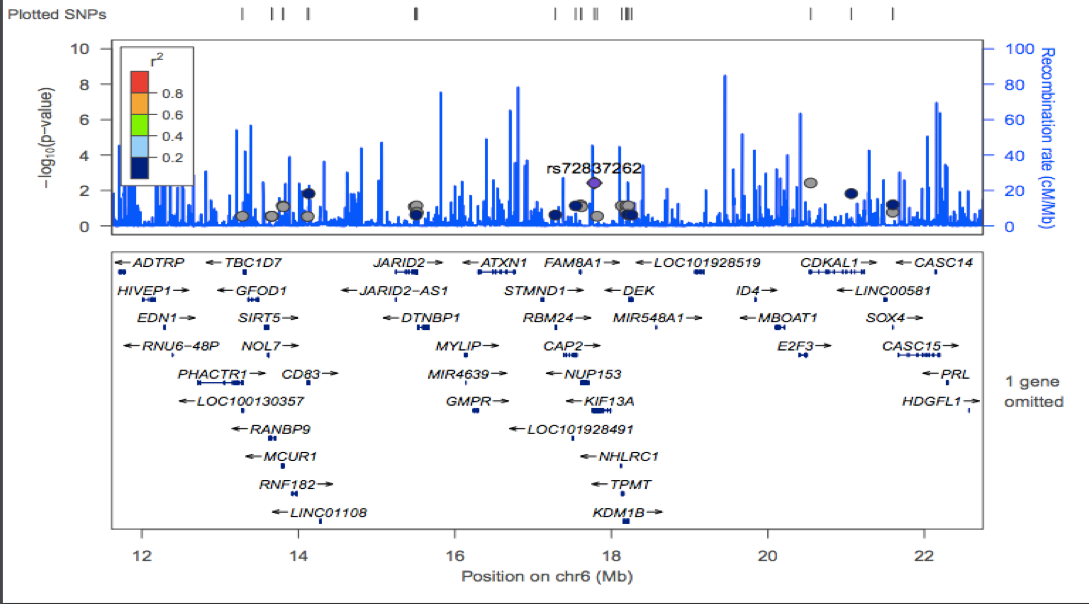 Plotted SNPs
10
8
6
4
2
0
−log10(p−value)
r2
0.8
0.6
0.4
0.2
rs72837262
100
80
60
40
20
0
Recombination rate (cM/Mb)
←ADTRP ←TBC1D7 JARID2→ ←ATXN1 FAM8A1→ ←LOC101928519 CDKAL1→ ←CASC14
HIVEP1→ ←GFOD1 ←JARID2−AS1 STMND1→ ←DEK ID4→ ←LINC00581
EDN1→ SIRT5→ ←DTNBP1 RBM24→ MIR548A1→ ←MBOAT1 SOX4→
←RNU6−48P NOL7→ MYLIP→ CAP2→ E2F3→ CASC15→
PHACTR1→ CD83→ MIR4639→ ←NUP153 ←PRL
←LOC100130357 GMPR→ ←KIF13A HDGFL1→
←RANBP9 ←LOC101928491
←MCUR1 ←NHLRC1
RNF182→ ←TPMT
←LINC01108 KDM1B→
1 gene
omitted
12 14 16 18 20 22
Position on chr6 (Mb)